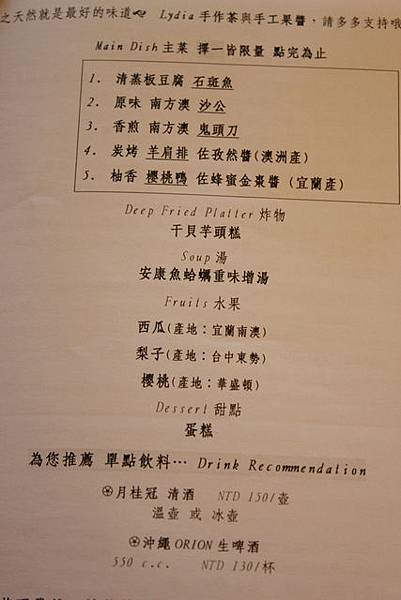 之天然就是最好的味道 Lydia 手作茶與手工果醬，請多多支持哦
Main Dish 主菜 擇一皆限量 點完為止
1. 清蒸板豆腐 石斑魚
2. 原味 南方澳 沙公
3. 香煎 南方澳 鬼頭刀
4. 炭烤 羊肩排 佐孜然醬(澳洲產)
5. 柚香 櫻桃鴨 佐蜂蜜金棗醬 (宜蘭產)
Deep Fried Platter 炸物
干貝芋頭糕
Soup 湯
安康魚蛤蠣重味增湯
Fruits 水果
西瓜(產地：宜蘭南澳)
梨子(產地：台中東勢)
櫻桃(產地：華盛頓)
Dessert 甜點
蛋糕
為您推薦 單點飲料… Drink Recommendation
月桂冠 清酒 NTD 150/壺
溫壺 或 冰壺
沖繩 ORION 生啤酒
550 c.c. NTD 130/杯